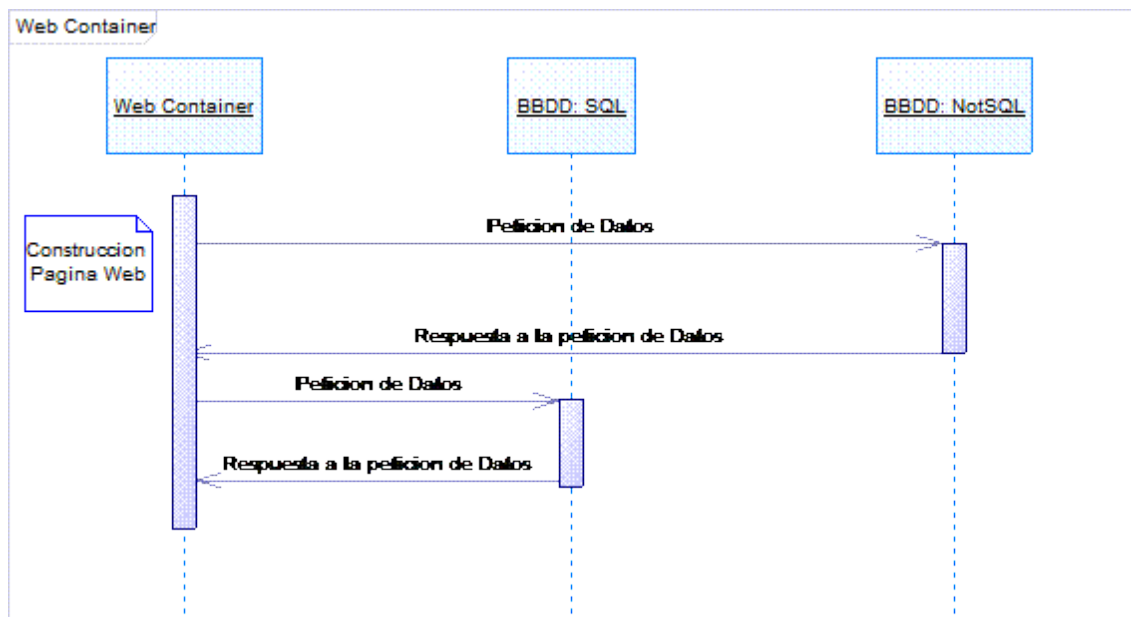 Web Container
Web Container
BBDD: SQL
BBDD: NotSQL
Construccion
Pagina Web
Peticion de Datos
Respuesta a la peticion de Datos
Peticion de Datos
Respuesta a la peticion de Datos